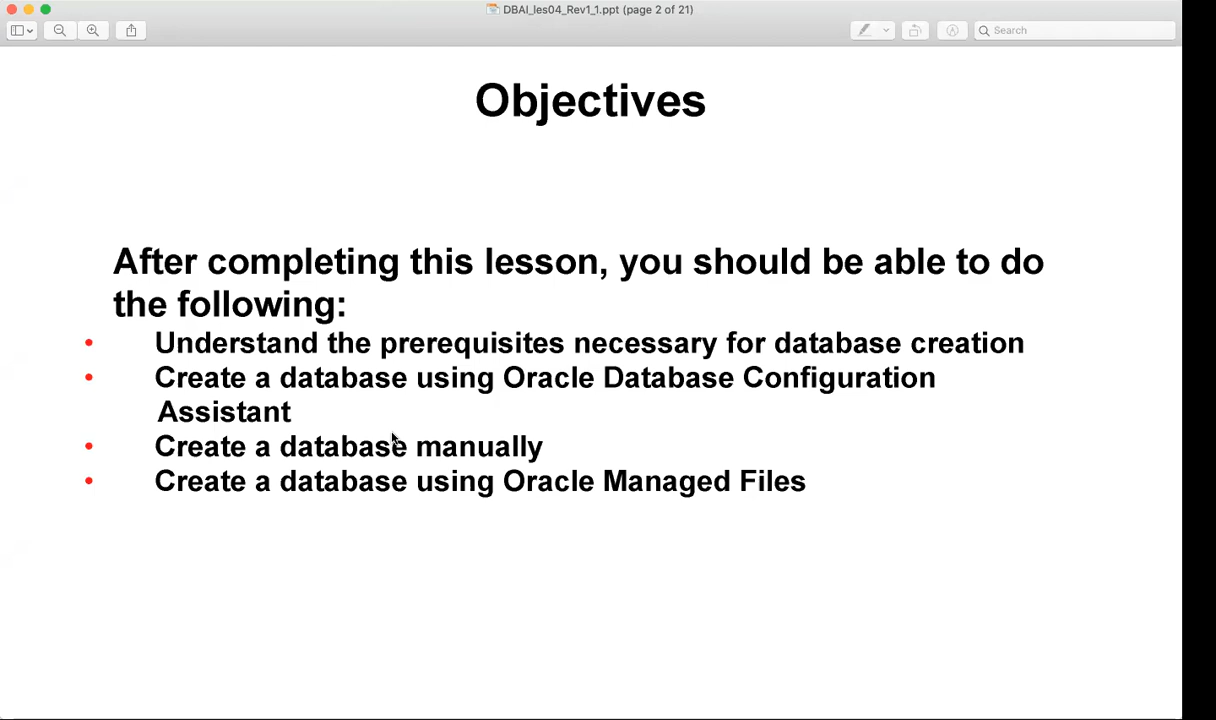 DBAI_les04_Rev1_1.ppt (page 2 of 21)
Search
Objectives
After completing this lesson, you should be able to do
the following:
• Understand the prerequisites necessary for database creation
• Create a database using Oracle Database Configuration
Assistant
• Create a database manually
• Create a database using Oracle Managed Files